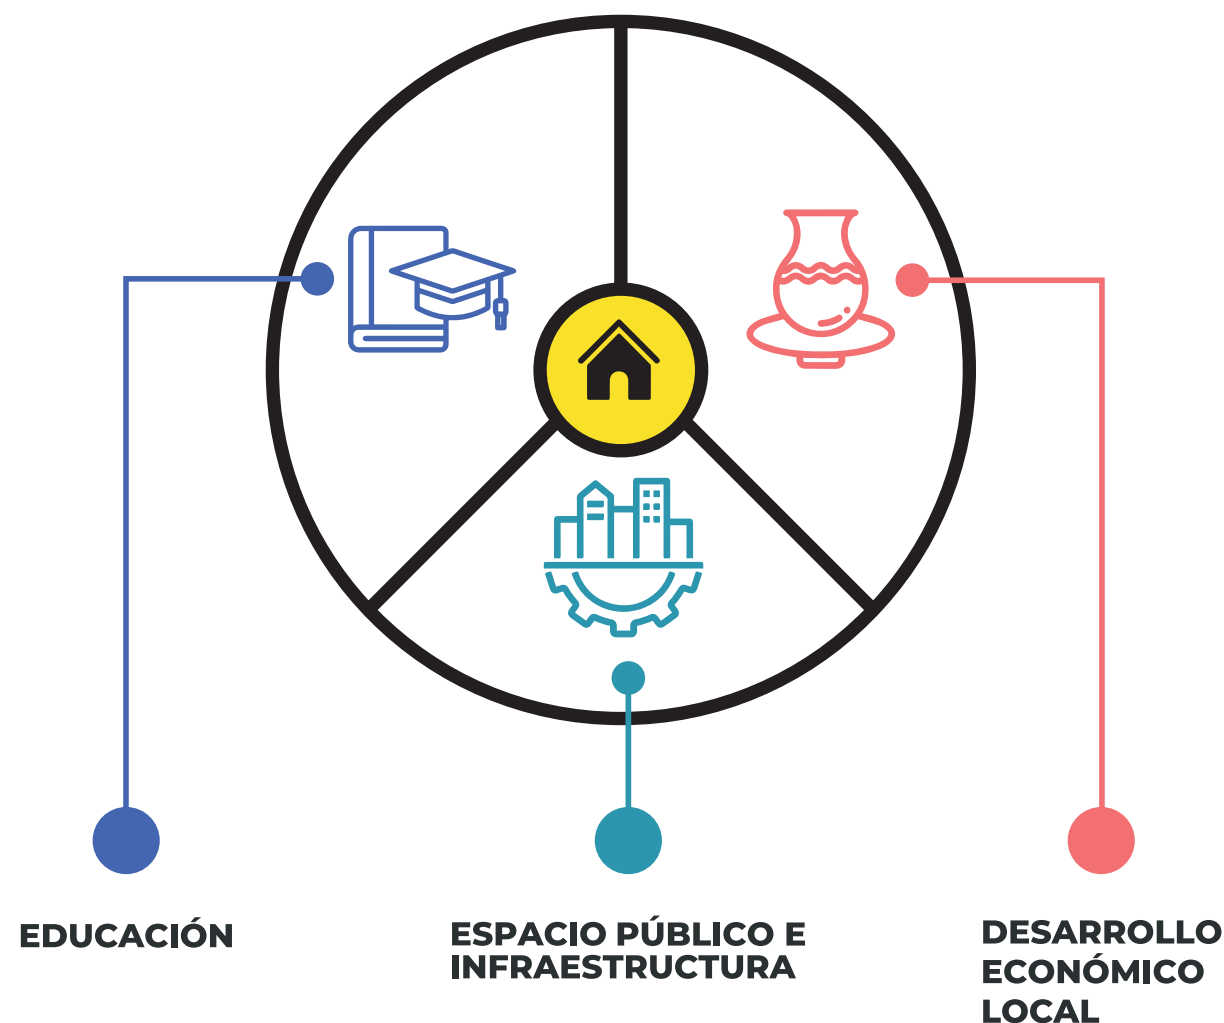 EDUCACIÓN
ESPACIO PÚBLICO E
INFRAESTRUCTURA
DESARROLLO
ECONÓMICO
LOCAL